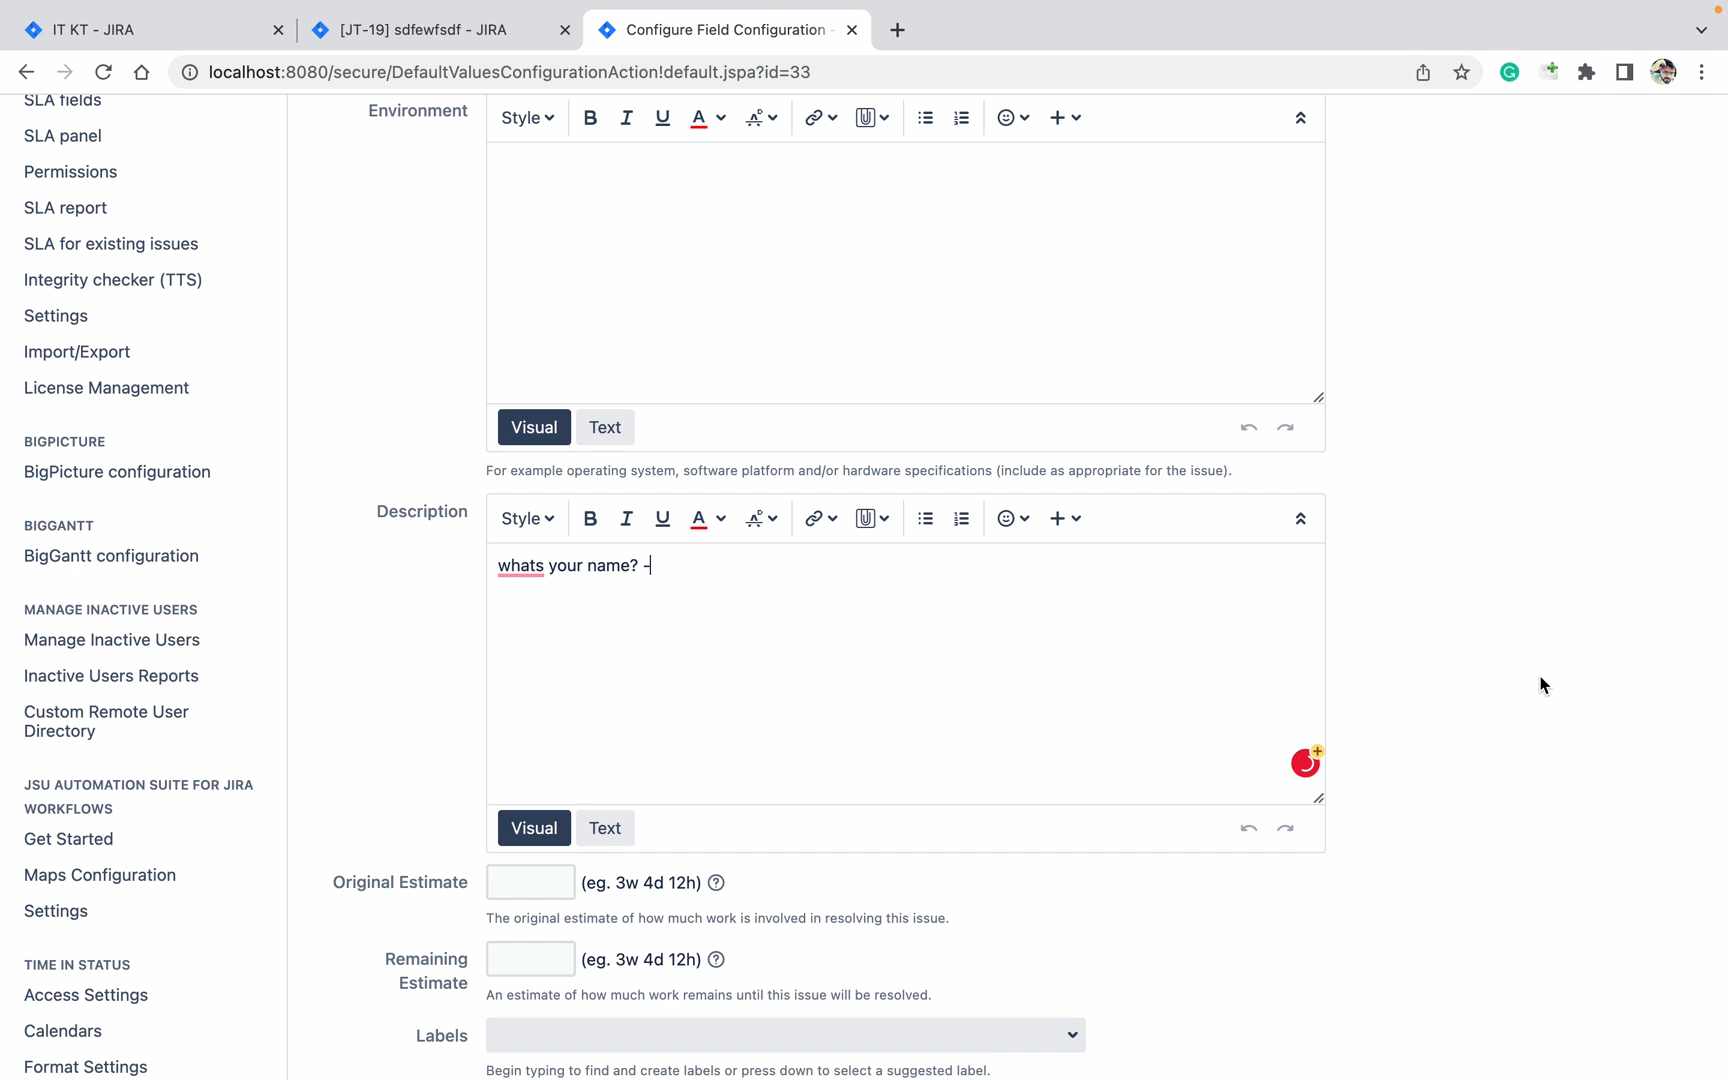 IT KT - JIRA
[JT-19] sdfewfsdf - JIRA
Configure Field Configuration -
localhost:8080/secure/DefaultValuesConfigurationAction!default.jspa?id=33
SLA fields
SLA panel
Permissions
SLA report
SLA for existing issues
Integrity checker (TTS)
Settings
Import/Export
License Management
BIGPICTURE
BigPicture configuration
BIGGANTT
BigGantt configuration
MANAGE INACTIVE USERS
Manage Inactive Users
Inactive Users Reports
Custom Remote User
Directory
JSU AUTOMATION SUITE FOR JIRA
WORKFLOWS
Get Started
Maps Configuration
Settings
TIME IN STATUS
Access Settings
Calendars
Format Settings
Environment
Style B I U A
Visual Text
For example operating system, software platform and/or hardware specifications (include as appropriate for the issue).
Description
Style B I U A
whats your name? -
Visual Text
Original Estimate (eg. 3w 4d 12h)
The original estimate of how much work is involved in resolving this issue.
Remaining
Estimate
(eg. 3w 4d 12h)
An estimate of how much work remains until this issue will be resolved.
Labels
Begin typing to find and create labels or press down to select a suggested label.